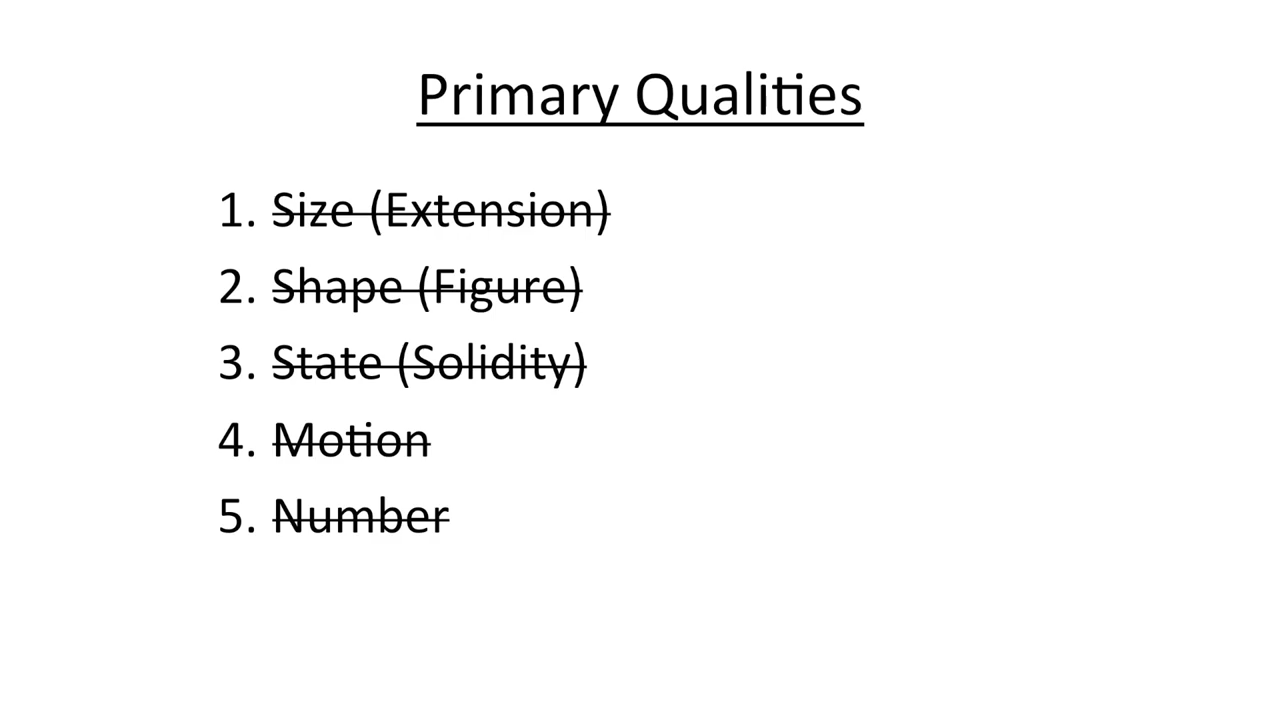 Primary Qualities
1. Size (Extension)
2. Shape (Figure)
3. State (Solidity)
4. Motion
5. Number